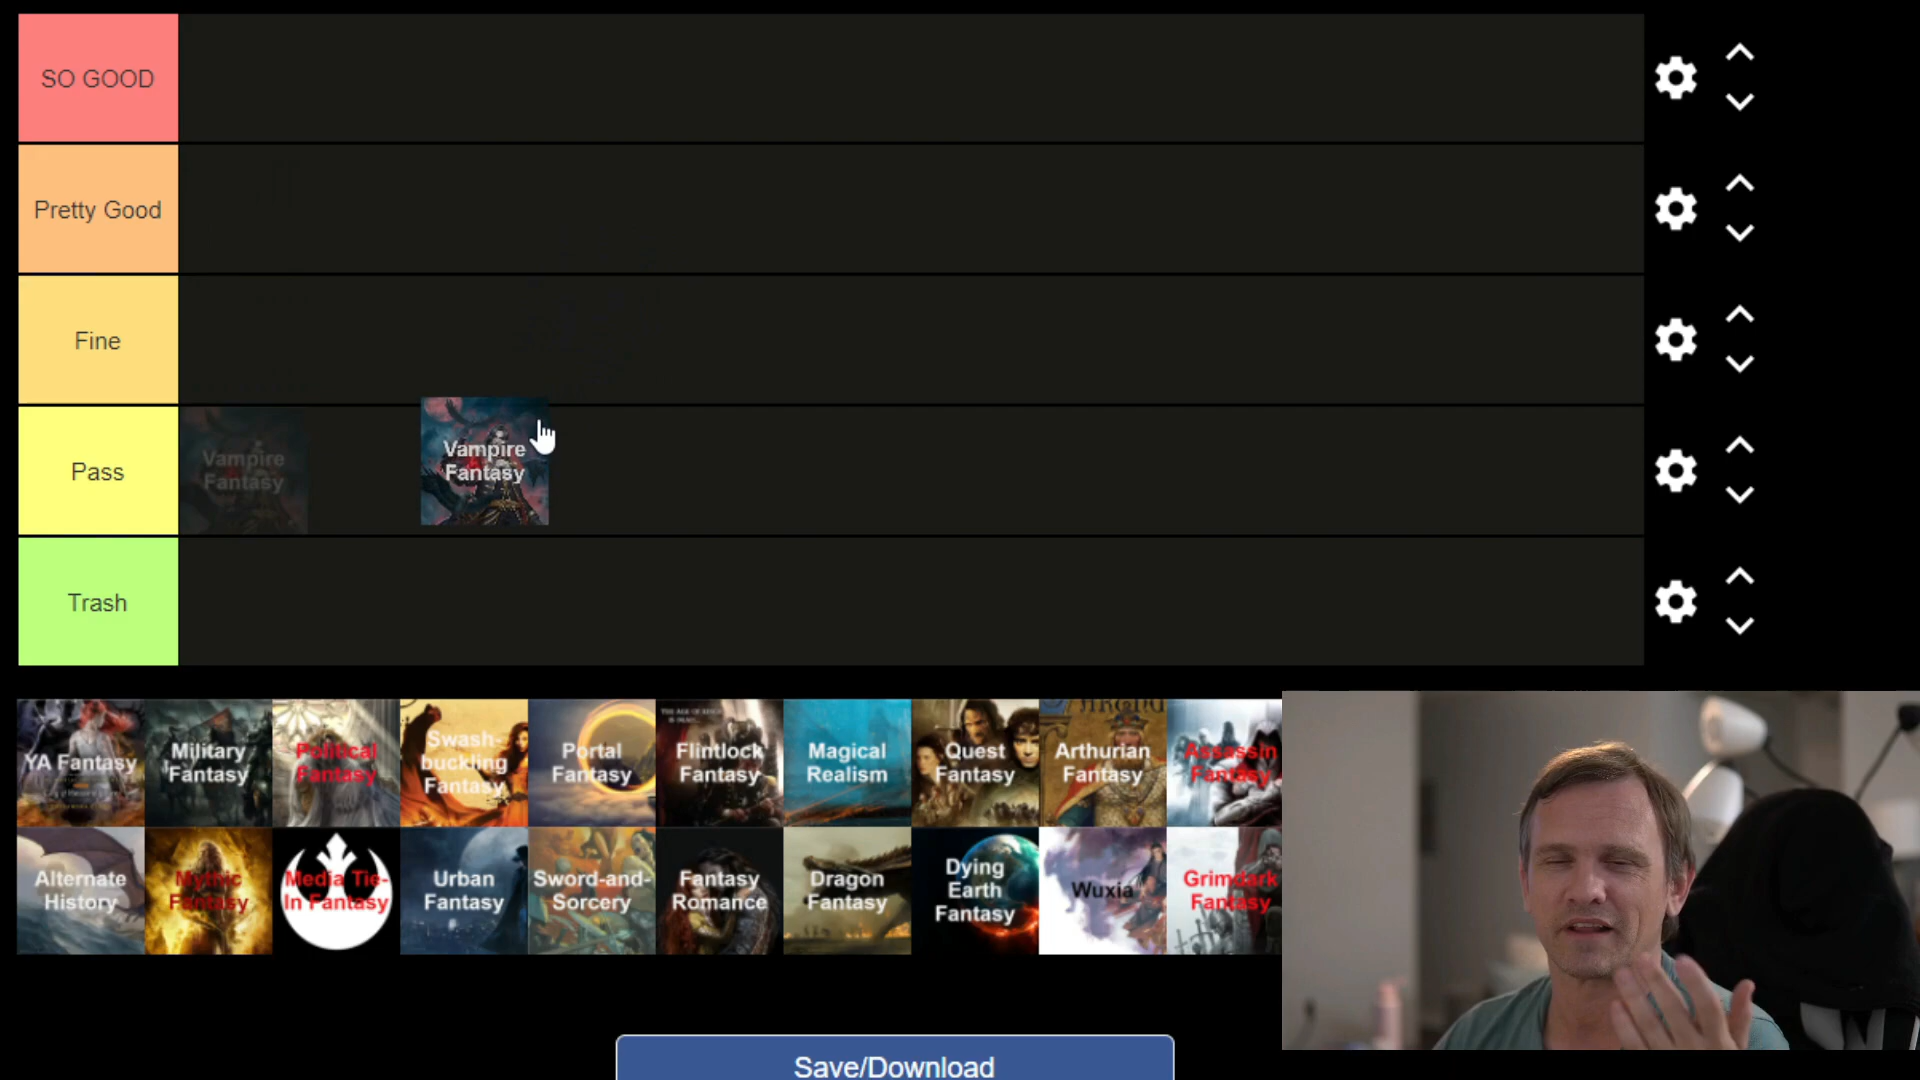 SO GOOD
Pretty Good
Fine
Pass
Vampire
Fantasy
Vampire
Fantasy
Trash
YA Fantasy
Military
Fantasy
Political
Fantasy
Swash-
buckling
Fantasy
Portal
Fantasy
Flintlock
Fantasy
Magical
Realism
Quest
Fantasy
Arthurian
Fantasy
Assassin
Fantasy
Alternate
History
Mythic
Fantasy
Media Tie-
In Fantasy
Urban
Fantasy
Sword-and-
Sorcery
Fantasy
Romance
Dragon
Fantasy
Dying
Earth
Fantasy
Wuxia
Grimdark
Fantasy
Save/Download